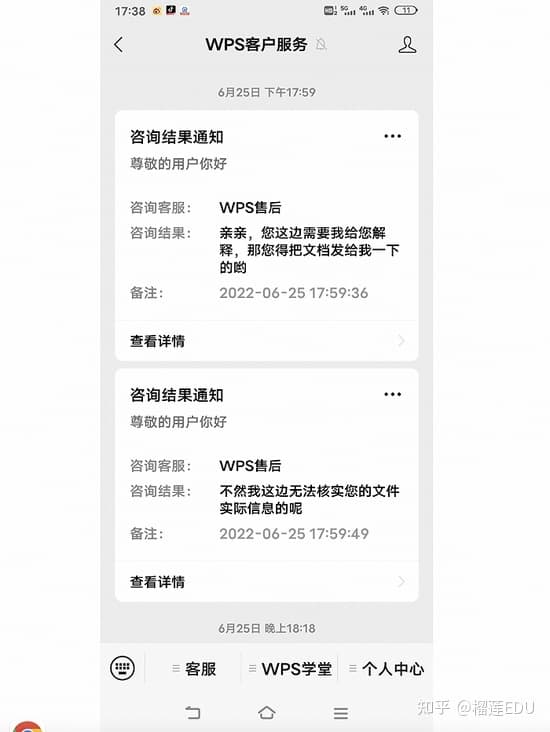 17:38
11
WPS客户服务
6月25日 下午17:59
咨询结果通知
尊敬的用户你好
咨询客服： WPS售后
咨询结果： 亲亲，您这边需要我给您解
释，那您得把文档发给我一下
的哟
备注： 2022-06-25 17:59:36
查看详情
咨询结果通知
尊敬的用户你好
咨询客服： WPS售后
咨询结果： 不然我这边无法核实您的文件
实际信息的呢
备注： 2022-06-25 17:59:49
查看详情
6月25日 晚上18:18
客服 WPS学堂 个人中心
知乎 @榴莲EDU